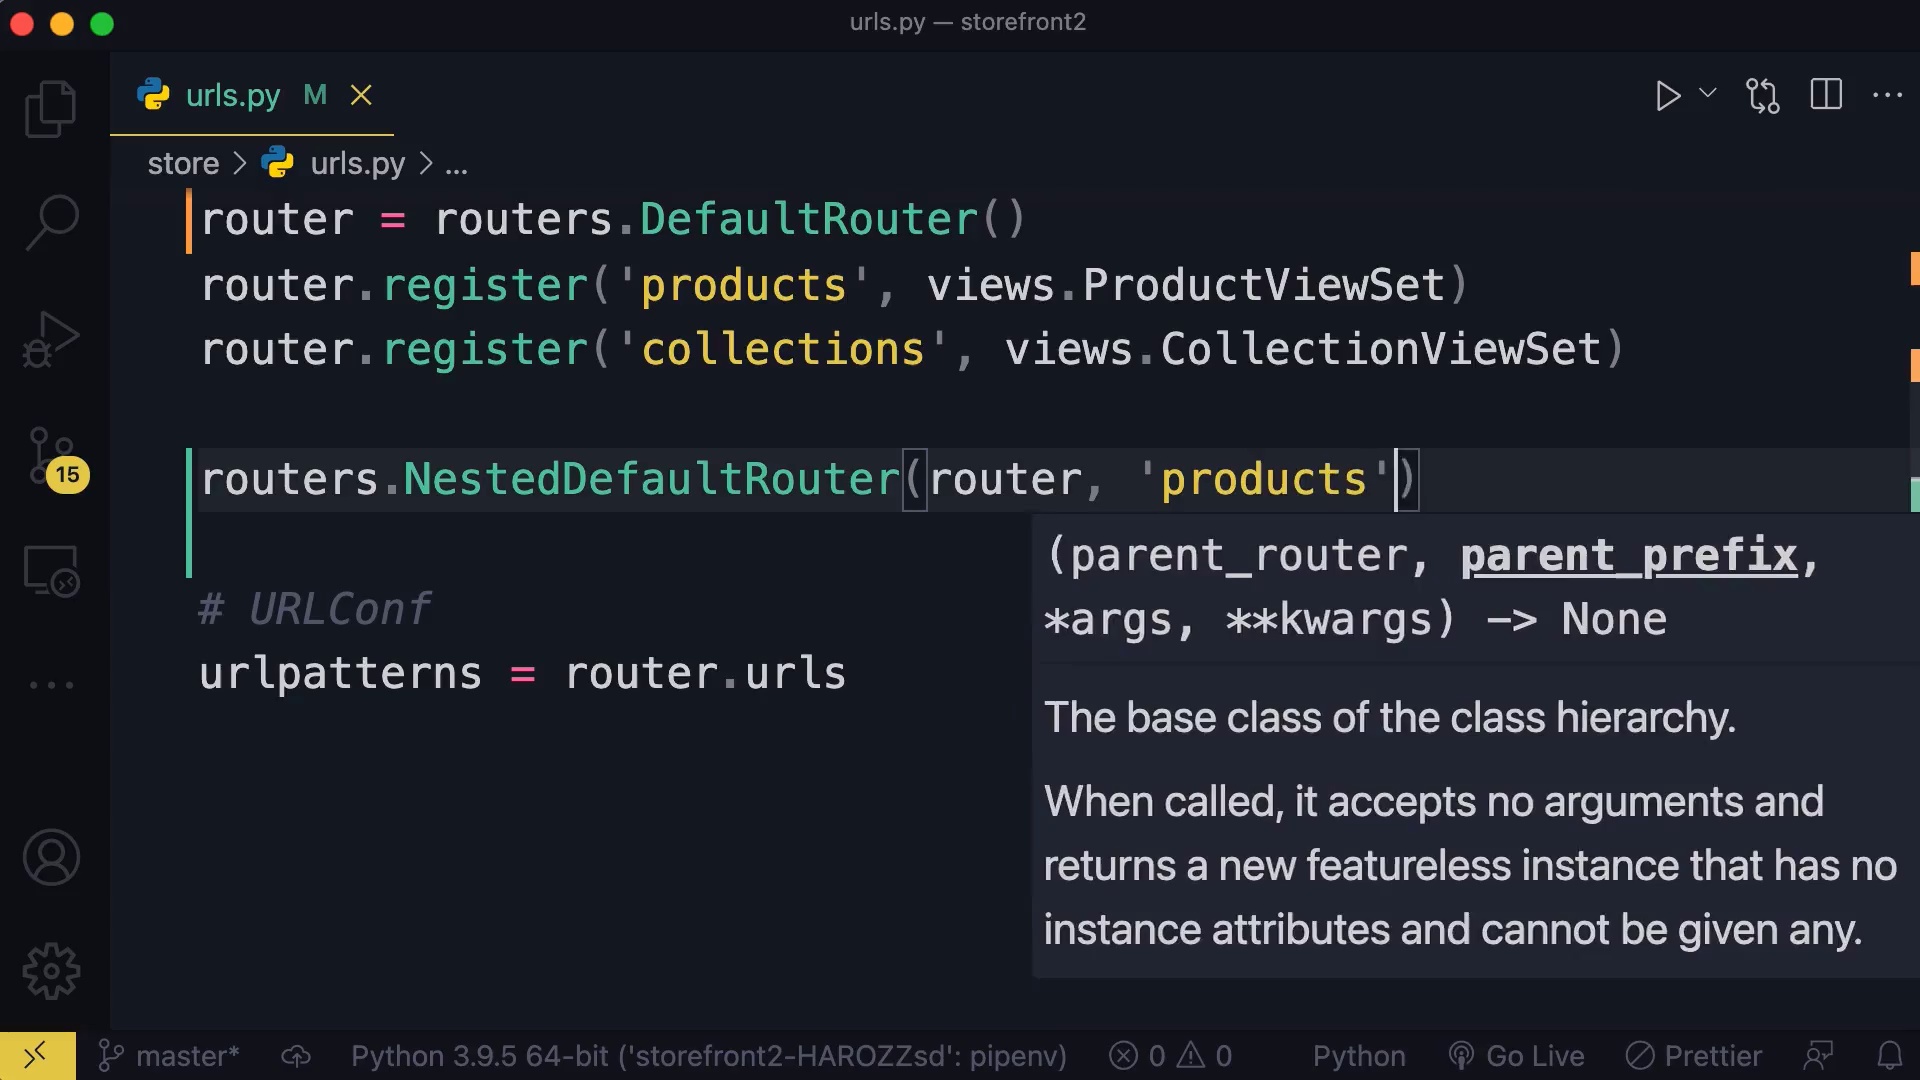 urls.py — storefront2
urls.py M
store > urls.py > ...
router = routers.DefaultRouter()
router.register('products', views.ProductViewSet)
router.register('collections', views.CollectionViewSet)
routers.NestedDefaultRouter(router, 'products')
(parent_router, parent_prefix,
*args, **kwargs) -> None
# URLConf
urlpatterns = router.urls
The base class of the class hierarchy.
When called, it accepts no arguments and
returns a new featureless instance that has no
instance attributes and cannot be given any.
15
master* Python 3.9.5 64-bit ('storefront2-HAROZZsd': pipenv) 0 0 Python Go Live Prettier